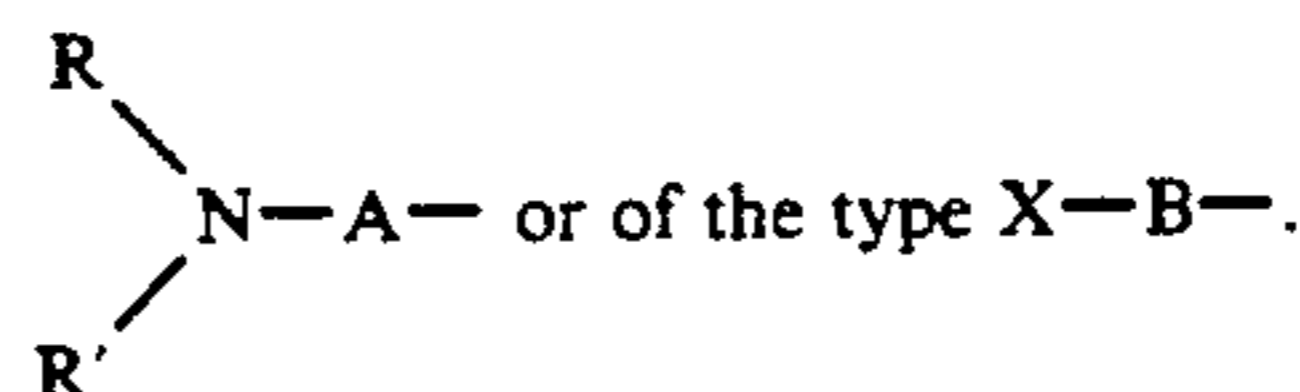 R
N—A— or of the type X—B—.
R'